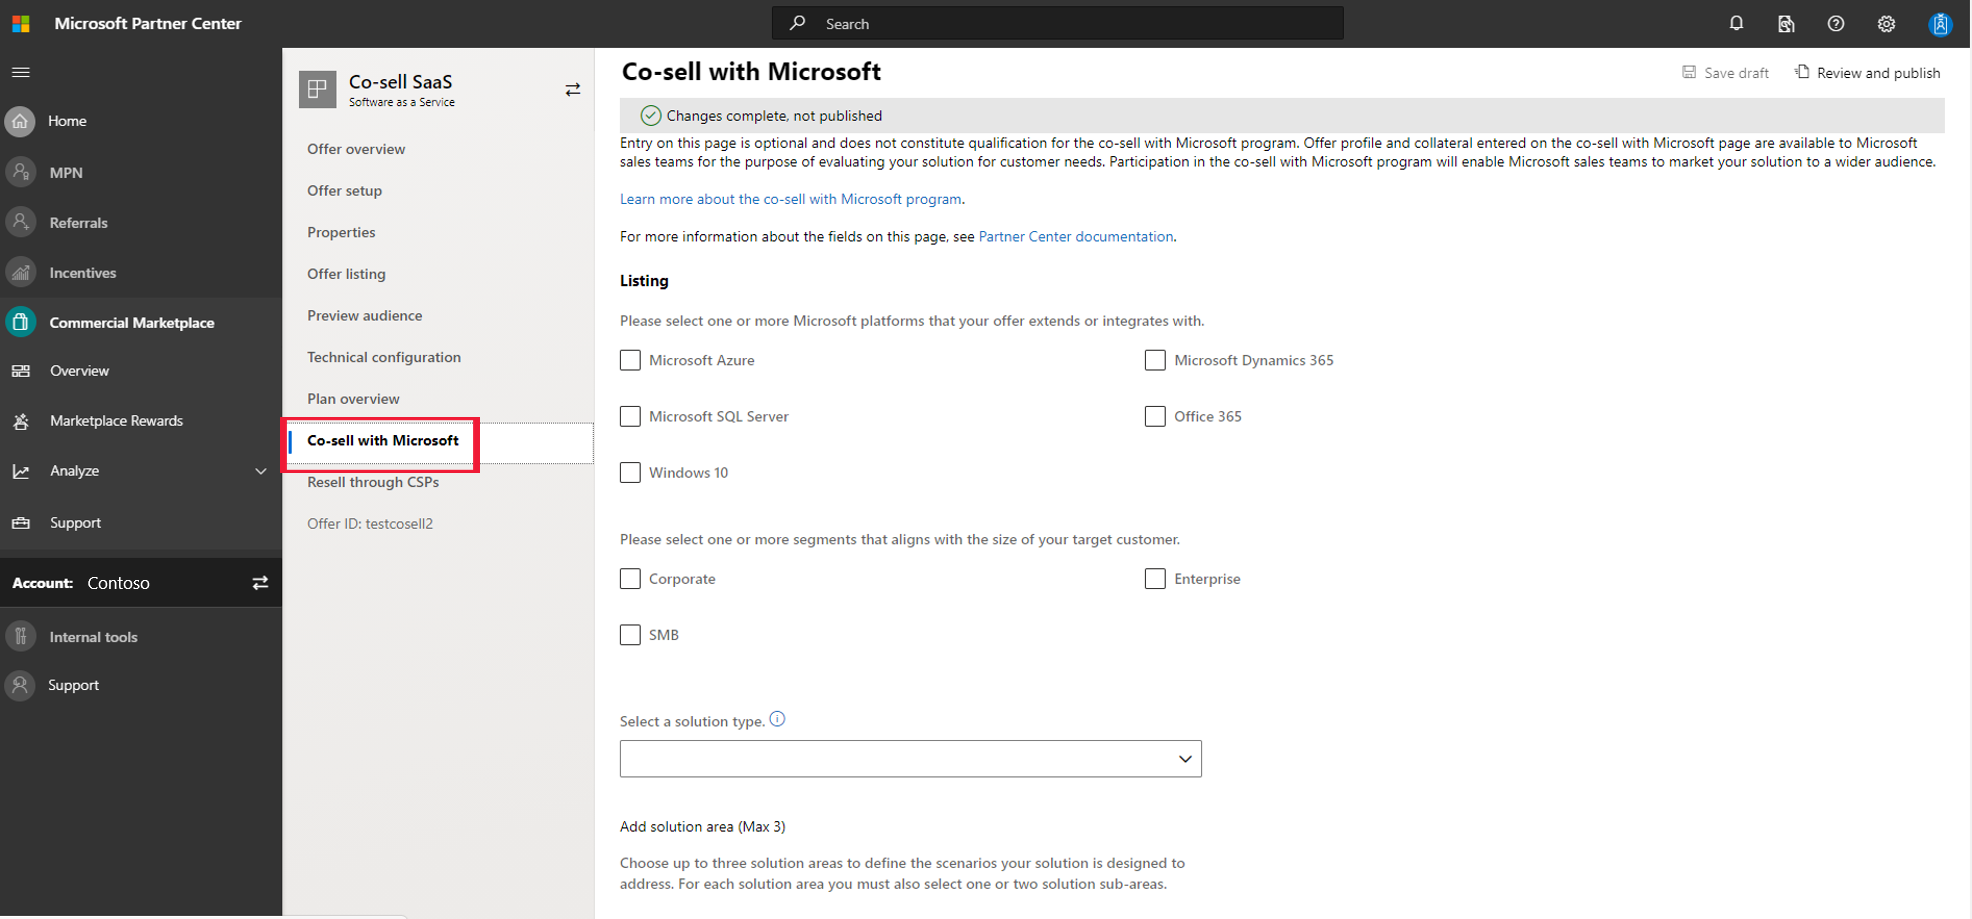 Microsoft Partner Center
Search
Home
MPN
Referrals
Incentives
Commercial Marketplace
Overview
Marketplace Rewards
Analyze
Support
Account: Contoso
Internal tools
Support
Co-sell SaaS
Software as a Service
Offer overview
Offer setup
Properties
Offer listing
Preview audience
Technical configuration
Plan overview
Co-sell with Microsoft
Resell through CSPs
Offer ID: testcosell2
Co-sell with Microsoft
Save draft
Review and publish
Changes complete, not published
Entry on this page is optional and does not constitute qualification for the co-sell with Microsoft program. Offer profile and collateral entered on the co-sell with Microsoft page are available to Microsoft
sales teams for the purpose of evaluating your solution for customer needs. Participation in the co-sell with Microsoft program will enable Microsoft sales teams to market your solution to a wider audience.
Learn more about the co-sell with Microsoft program.
For more information about the fields on this page, see Partner Center documentation.
Listing
Please select one or more Microsoft platforms that your offer extends or integrates with.
Microsoft Azure
Microsoft Dynamics 365
Microsoft SQL Server
Office 365
Windows 10
Please select one or more segments that aligns with the size of your target customer.
Corporate
Enterprise
SMB
Select a solution type.
Add solution area (Max 3)
Choose up to three solution areas to define the scenarios your solution is designed to
address. For each solution area you must also select one or two solution sub-areas.